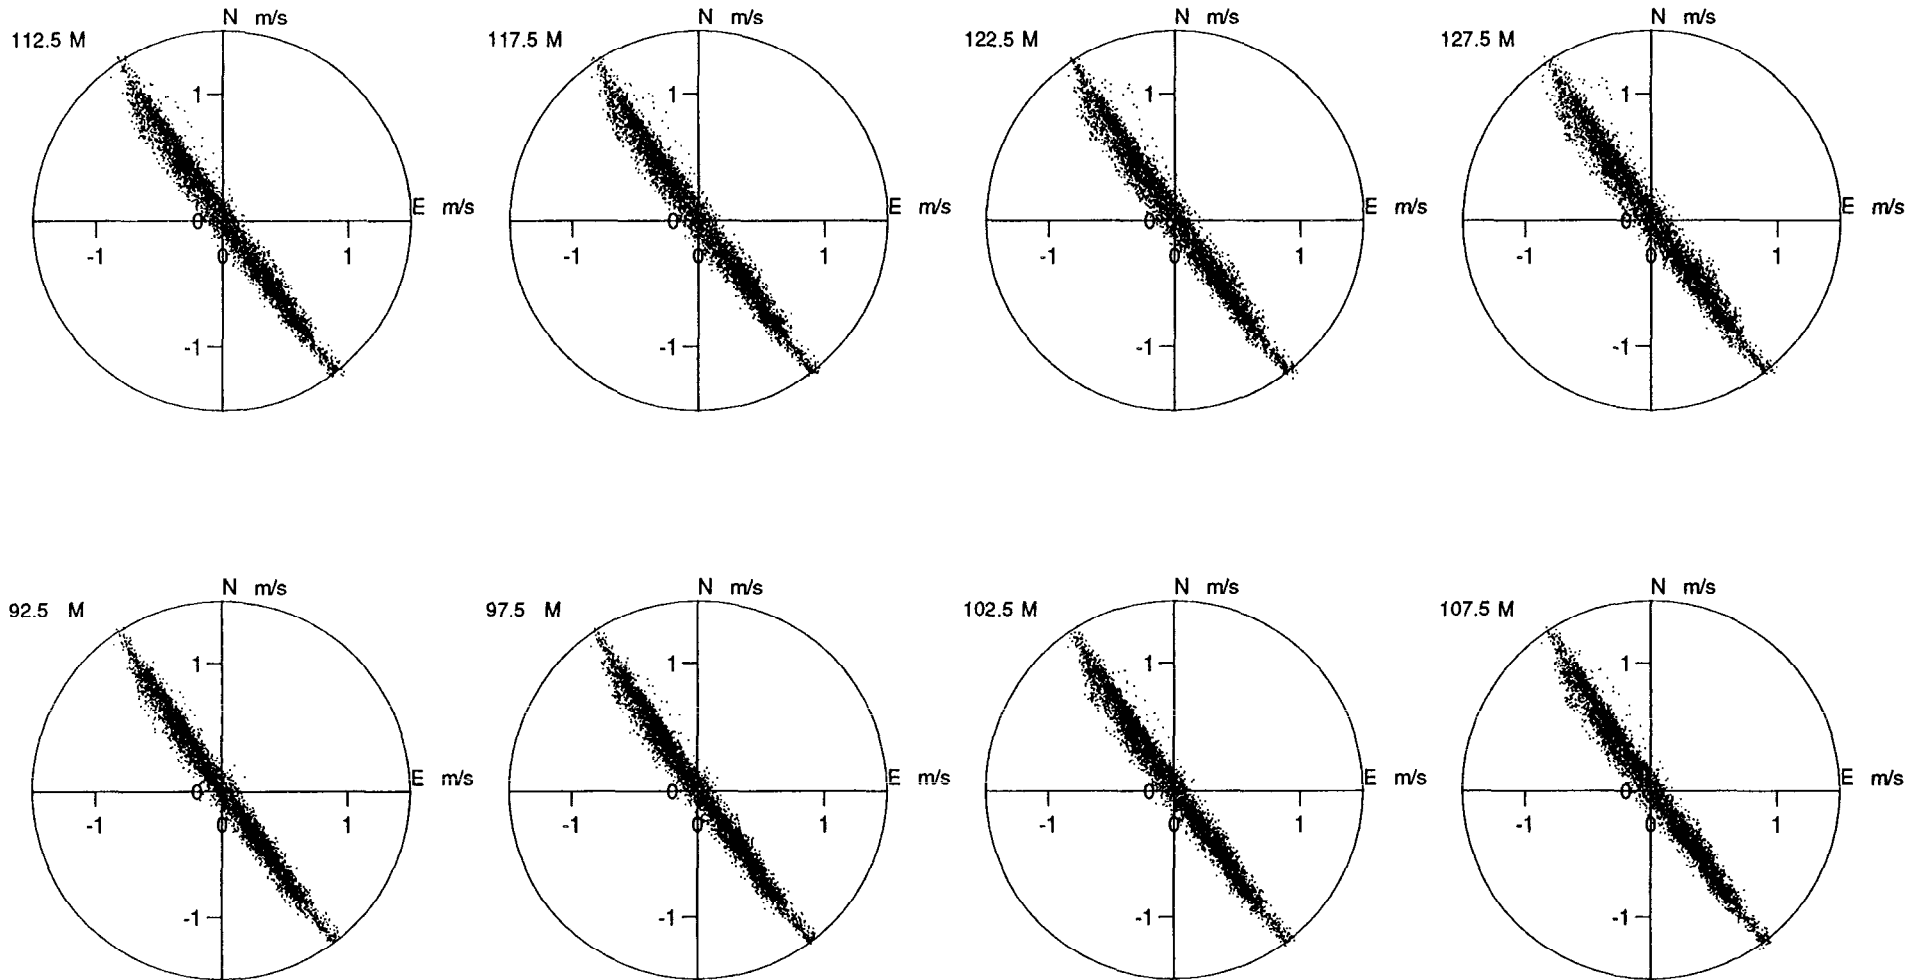 N m/s
112.5 M
1
E m/s
0
-1 0 1
-1
N m/s
117.5 M
1
E m/s
0
-1 0 1
-1
N m/s
122.5 M
1
E m/s
0
-1 0 1
-1
N m/s
127.5 M
1
E m/s
0
-1 0 1
-1
N m/s
92.5 M
1
E m/s
0
-1 0 1
-1
N m/s
97.5 M
1
E m/s
0
-1 0 1
-1
N m/s
102.5 M
1
E m/s
0
-1 0 1
-1
N m/s
107.5 M
1
E m/s
0
-1 0 1
-1